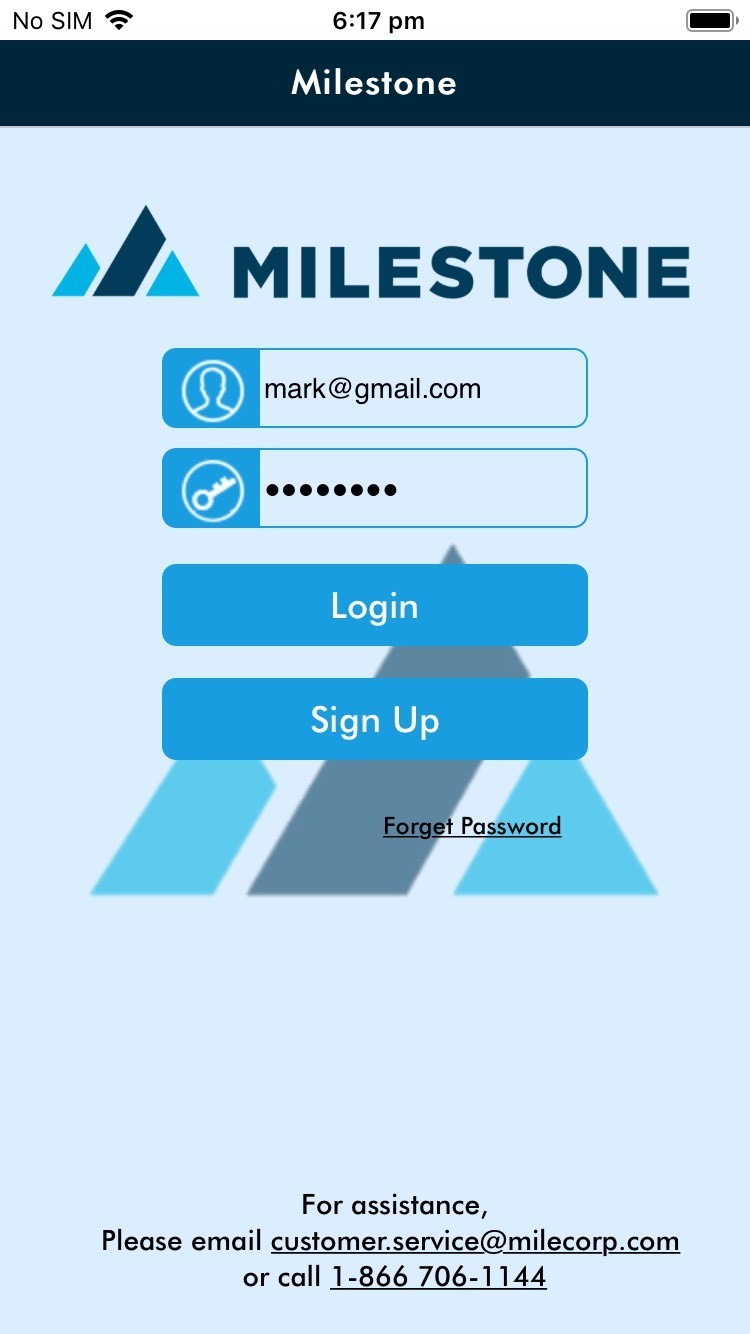 No SIM 6:17 pm
Milestone
MILESTONE
mark@gmail.com
••••••••
Login
Sign Up
Forget Password
For assistance,
Please email customer.service@milecorp.com
or call 1-866 706-1144